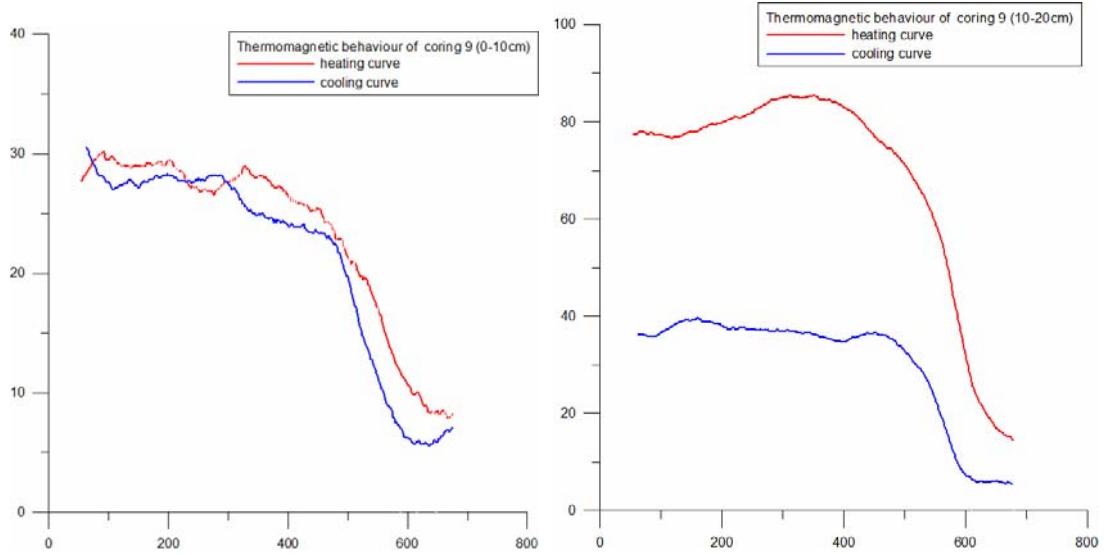 Thermomagnetic behaviour of coring 9 (0-10cm)
heating curve
cooling curve
40
30
20
10
0
0 200 400 600 800
Thermomagnetic behaviour of coring 9 (10-20cm)
heating curve
cooling curve
100
80
60
40
20
0
0 200 400 600 800